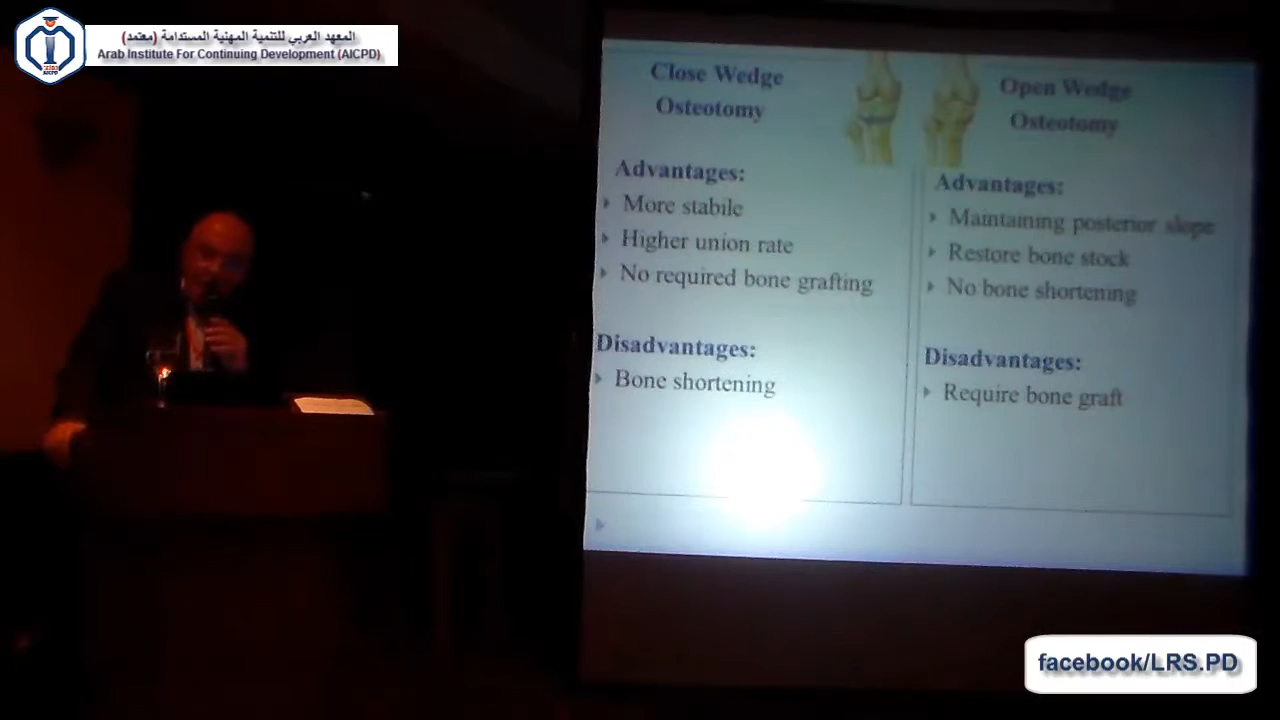 المعهد العربي للتنمية المهنية المستدامة (معتمد)
Arab Institute For Continuing Development (AICPD)
AICPD
Close Wedge
Osteotomy
Advantages:
More stabile
Higher union rate
No required bone grafting
Disadvantages:
Bone shortening
Open Wedge
Osteotomy
Advantages:
Maintaining posterior slope
Restore bone stock
No bone shortening
Disadvantages:
Require bone graft
facebook/LRS.PD